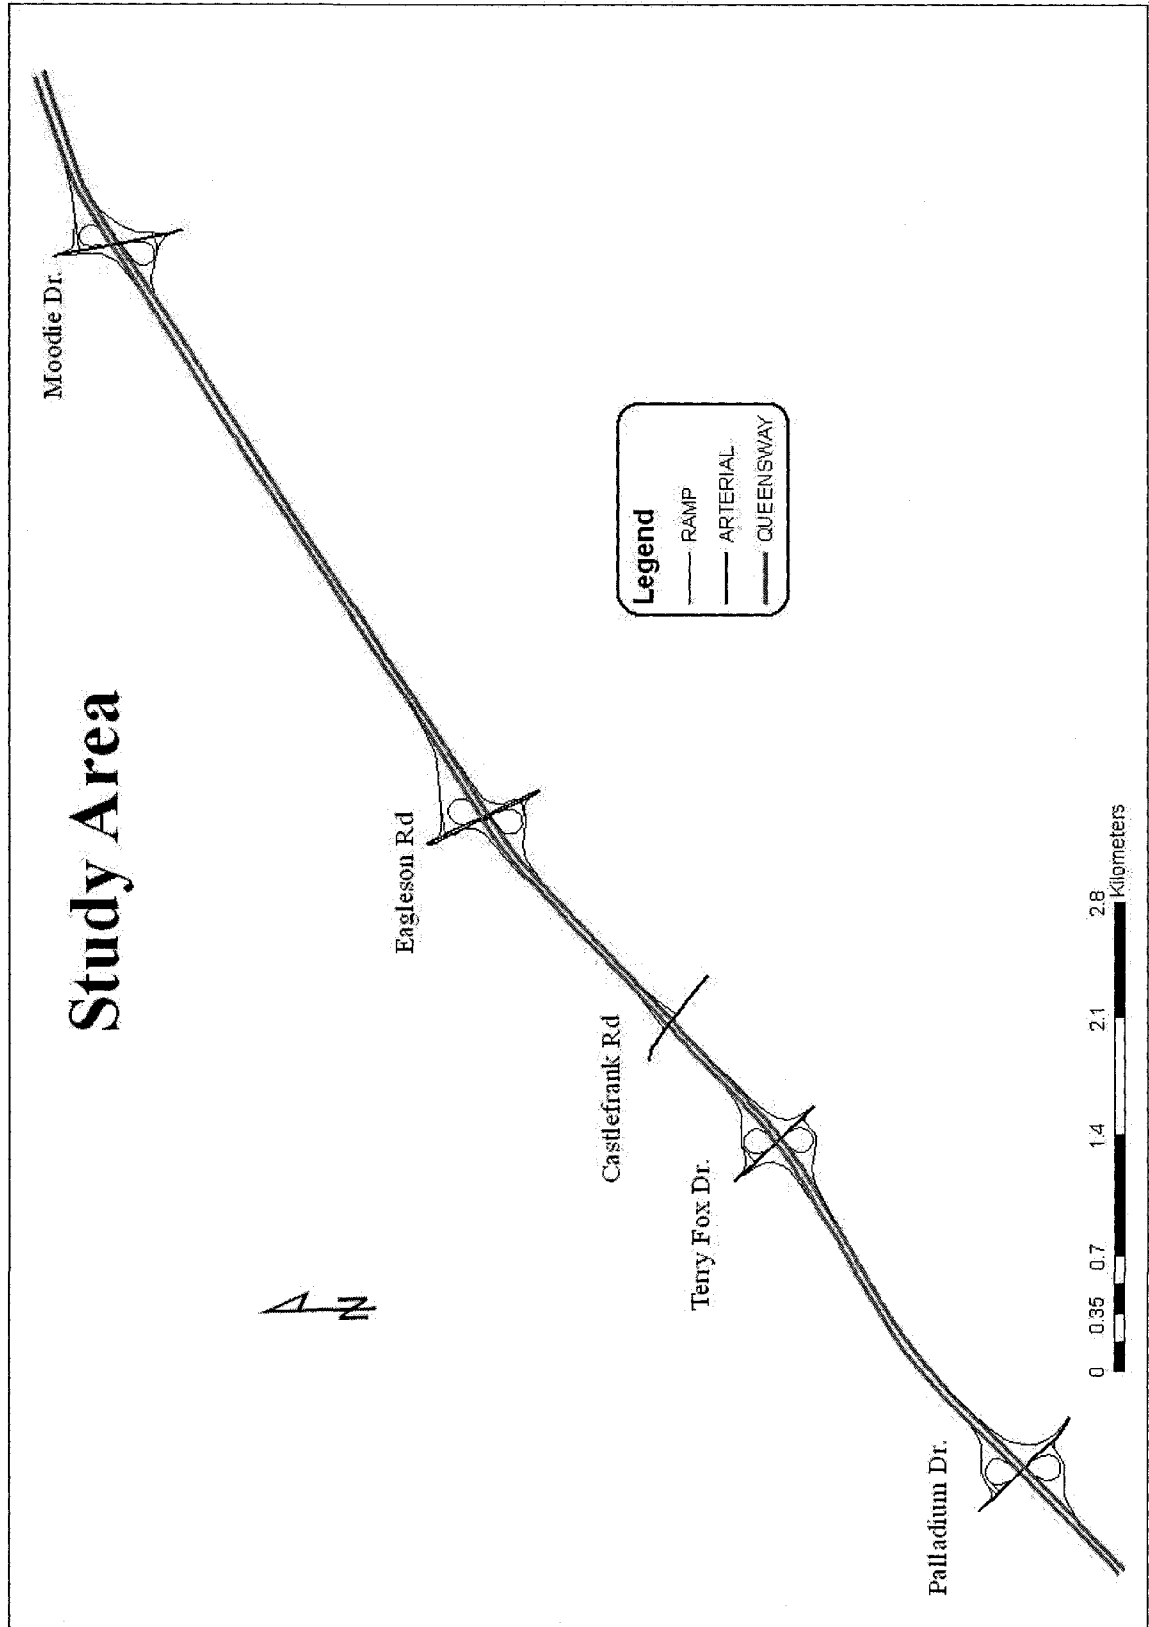 Study Area
Moodie Dr.
Eagleson Rd
Castlefrank Rd
Terry Fox Dr.
Palladium Dr.
N
Legend
RAMP
ARTERIAL
QUEENSWAY
0 0.35 0.7 1.4 2.1 2.8
Kilometers